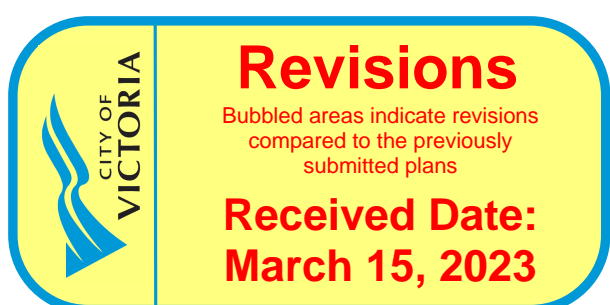 CITY OF
VICTORIA
Revisions
Bubbled areas indicate revisions
compared to the previously
submitted plans
Received Date:
March 15, 2023